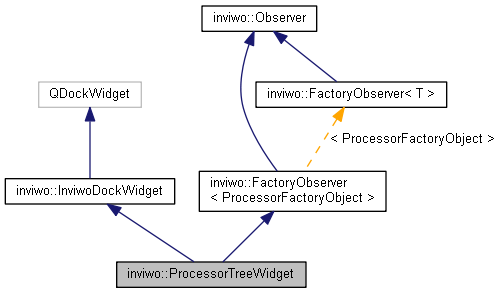 inviwo::Observer
QDockWidget
inviwo::FactoryObserver< T >
< ProcessorFactoryObject >
inviwo::InviwoDockWidget
inviwo::FactoryObserver
< ProcessorFactoryObject >
inviwo::ProcessorTreeWidget